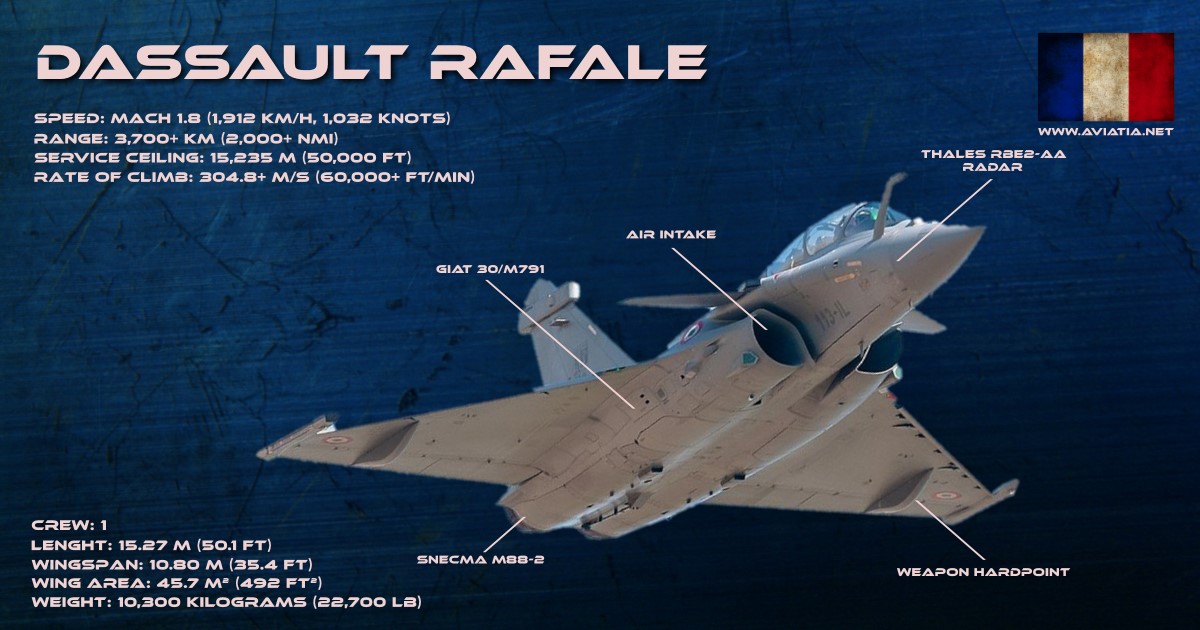 DASSAULT RAFALE
SPEED: MACH 1.8 (1,912 KM/H, 1,032 KNOTS)
RANGE: 3,700+ KM (2,000+ NMI)
SERVICE CEILING: 15,235 M (50,000 FT)
RATE OF CLIMB: 304.8+ M/S (60,000+ FT/MIN)
WWW.AVIATIA.NET
THALES RBE2-AA
RADAR
AIR INTAKE
GIAT 30/M791
113-IL
CREW: 1
LENGHT: 15.27 M (50.1 FT)
WINGSPAN: 10.80 M (35.4 FT)
WING AREA: 45.7 M² (492 FT²)
WEIGHT: 10,300 KILOGRAMS (22,700 LB)
SNECMA M88-2
WEAPON HARDPOINT